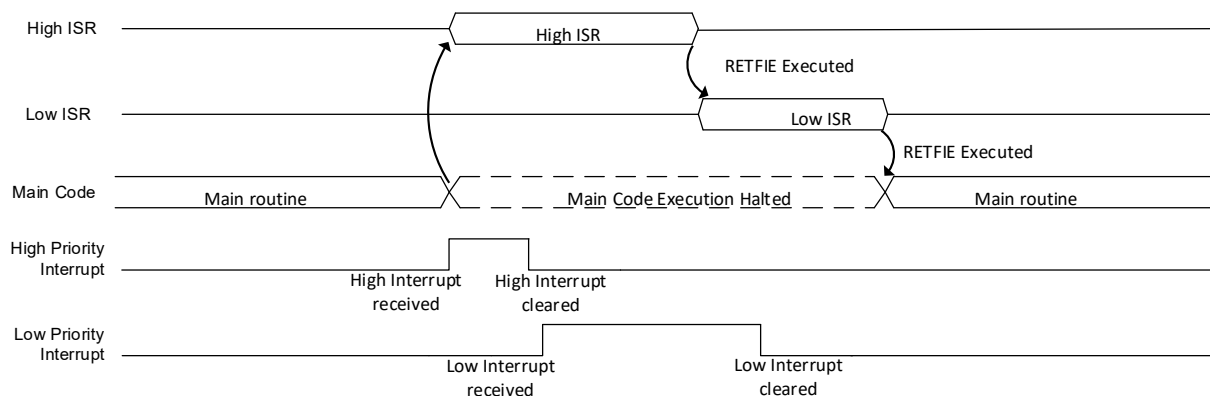 High ISR
High ISR
RETFIE Executed
Low ISR
Low ISR
RETFIE Executed
Main Code
Main routine
Main Code Execution Halted
Main routine
High Priority
Interrupt
High Interrupt
received
High Interrupt
cleared
Low Priority
Interrupt
Low Interrupt
received
Low Interrupt
cleared